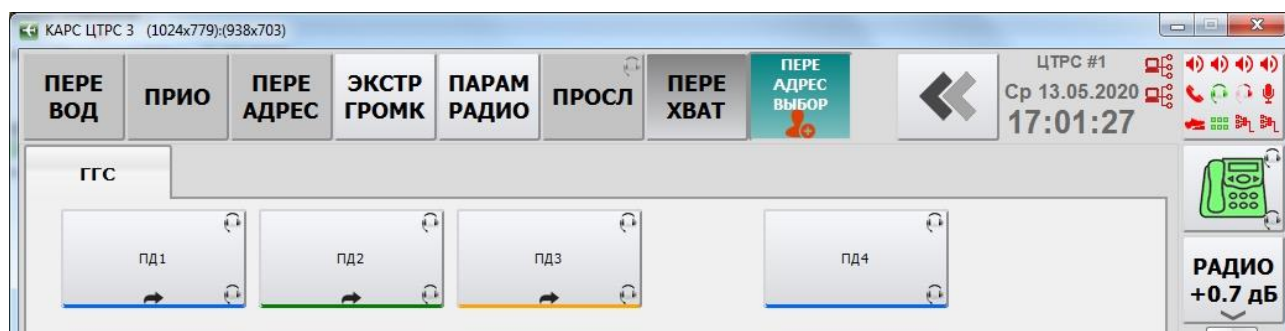 КАРС ЦТРС 3 (1024x779):(938x703)
ПЕРЕ
ВОД
ПРИО
ПЕРЕ
АДРЕС
ЭКСТР
ГРОМК
ПАРАМ
РАДИО
ПРОСЛ
ПЕРЕ
ХВАТ
ПЕРЕ
АДРЕС
ВЫБОР
ЦТРС #1
Ср 13.05.2020
17:01:27
ГГС
ПД1
ПД2
ПД3
ПД4
РАДИО
+0.7 дБ